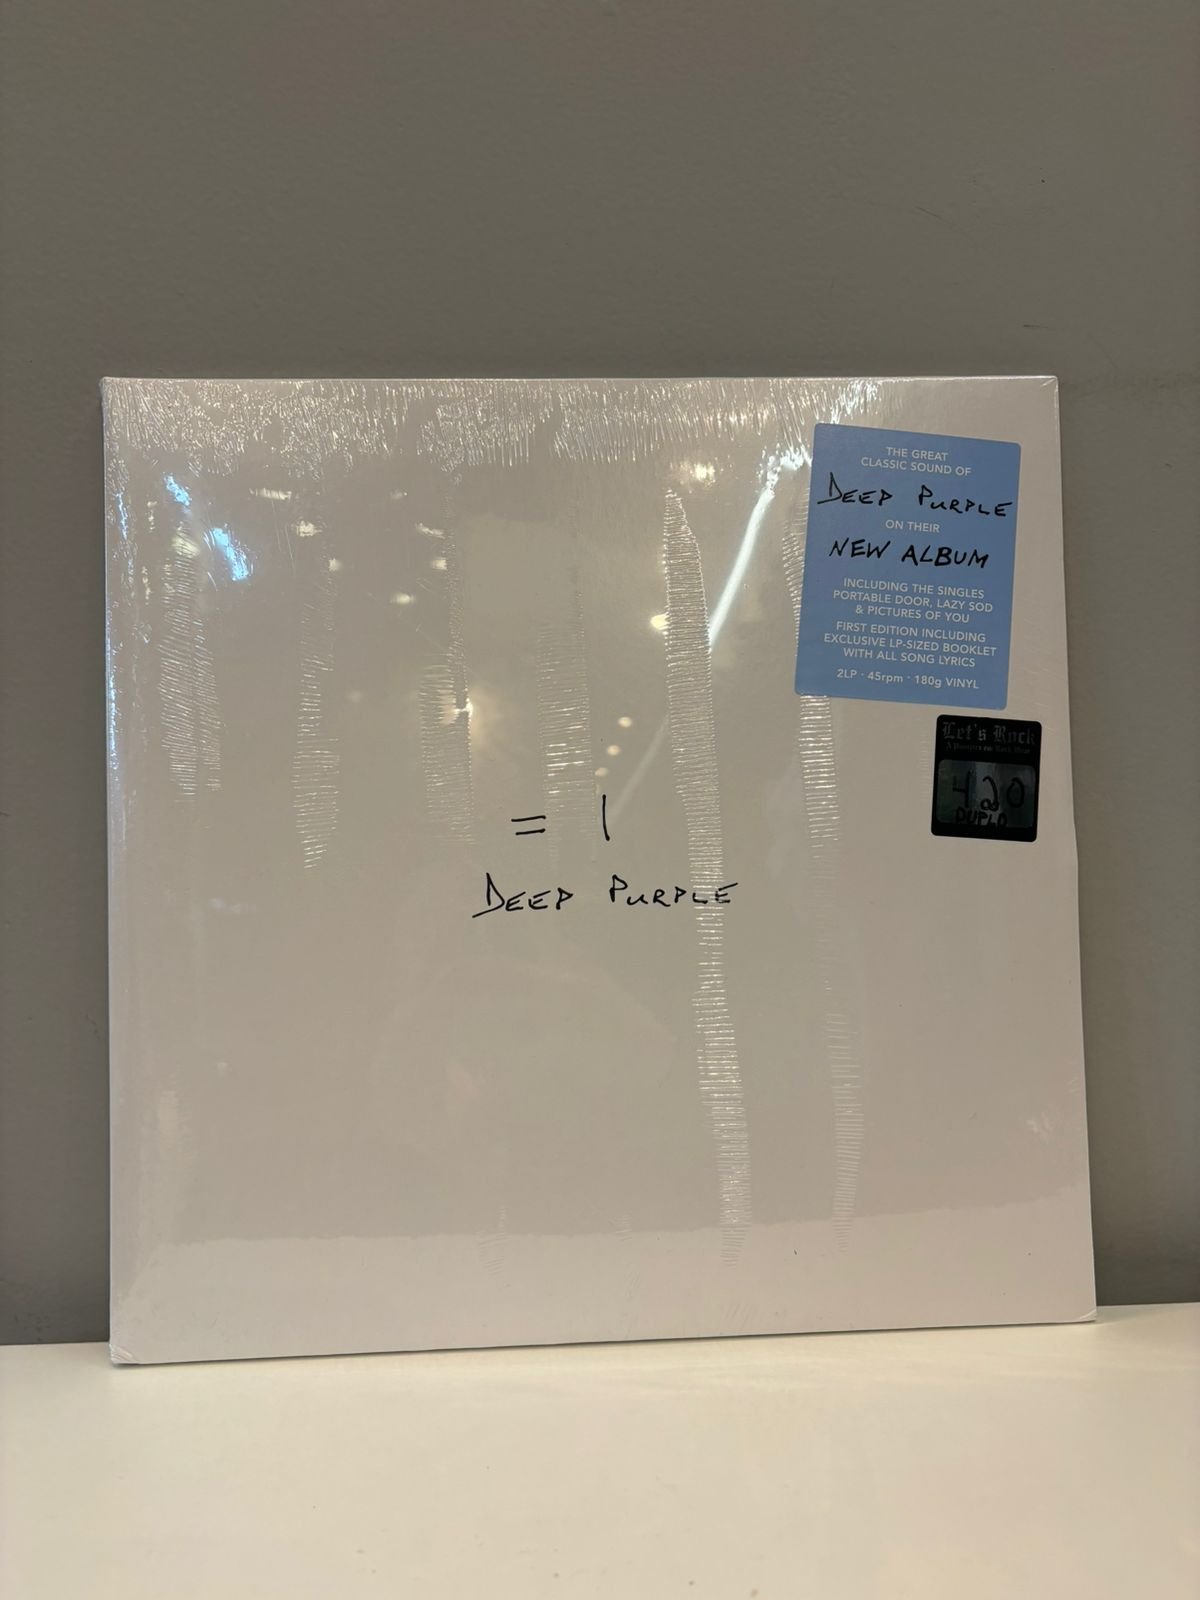 THE GREAT
CLASSIC SOUND OF
DEEP PURPLE
ON THEIR
NEW ALBUM
INCLUDING THE SINGLES
PORTABLE DOOR, LAZY SOD
& PICTURES OF YOU
FIRST EDITION INCLUDING
EXCLUSIVE LP-SIZED BOOKLET
WITH ALL SONG LYRICS
2LP · 45rpm · 180g VINYL
Let's Rock
420
DUPLO
= 1
DEEP PURPLE